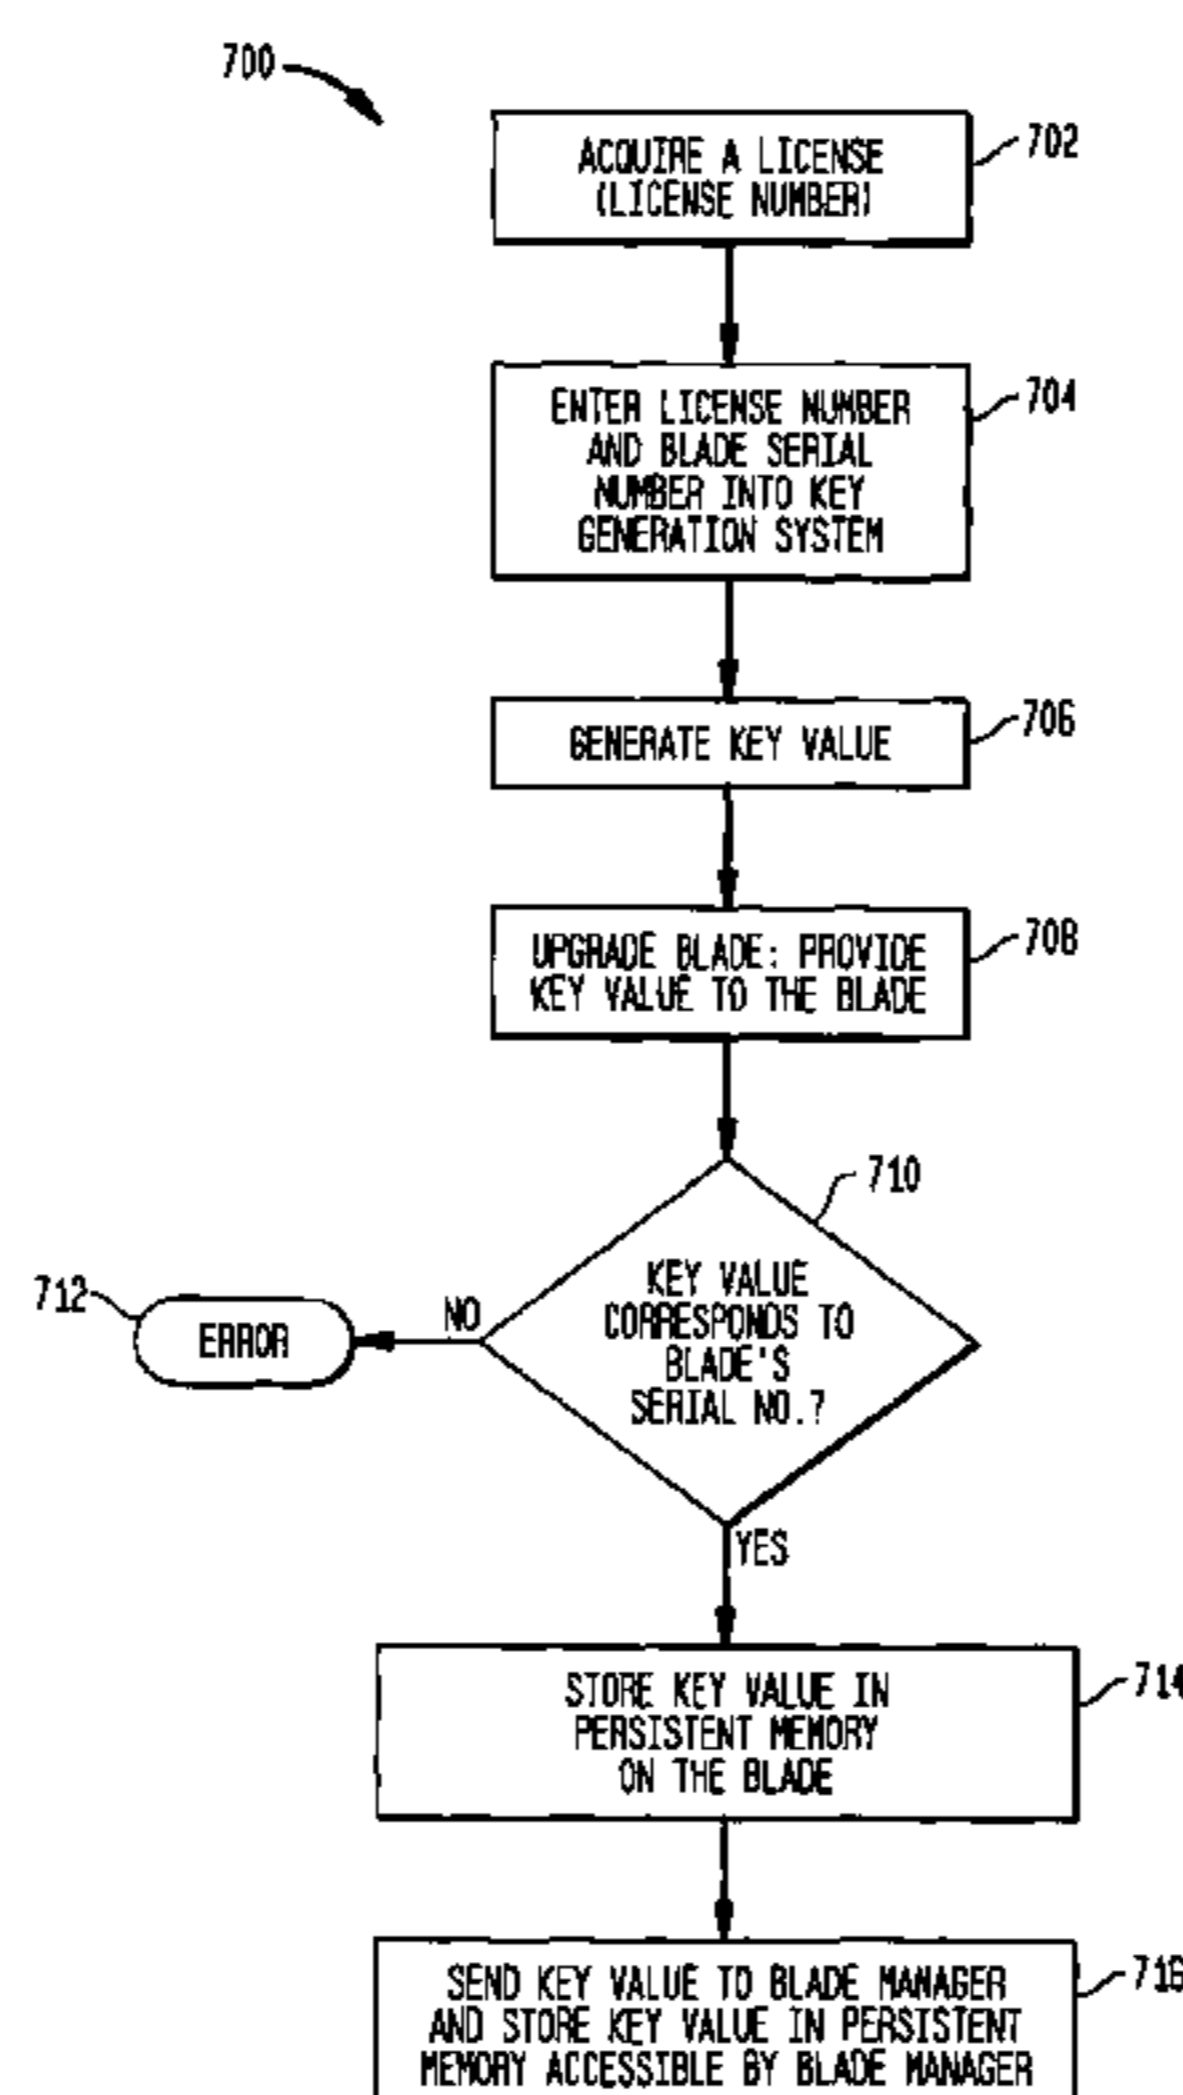 700
ACQUIRE A LICENSE
(LICENSE NUMBER)
702
ENTER LICENSE NUMBER
AND BLADE SERIAL
NUMBER INTO KEY
GENERATION SYSTEM
704
GENERATE KEY VALUE
706
UPGRADE BLADE: PROVIDE
KEY VALUE TO THE BLADE
708
710
KEY VALUE
CORRESPONDS TO
BLADE'S
SERIAL NO.?
NO
712
ERROR
YES
STORE KEY VALUE IN
PERSISTENT MEMORY
ON THE BLADE
714
SEND KEY VALUE TO BLADE MANAGER
AND STORE KEY VALUE IN PERSISTENT
MEMORY ACCESSIBLE BY BLADE MANAGER
716